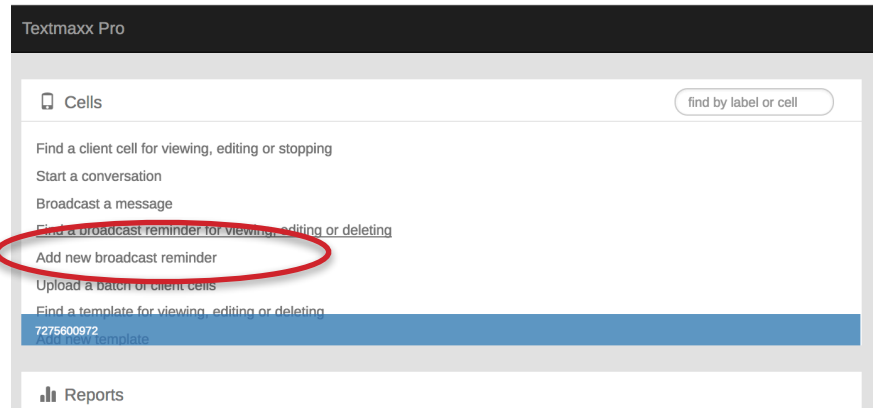 Textmaxx Pro
Cells
find by label or cell
Find a client cell for viewing, editing or stopping
Start a conversation
Broadcast a message
Find a broadcast reminder for viewing, editing or deleting
Add new broadcast reminder
Upload a batch of client cells
Find a template for viewing, editing or deleting
7275600972
Add new template
Reports